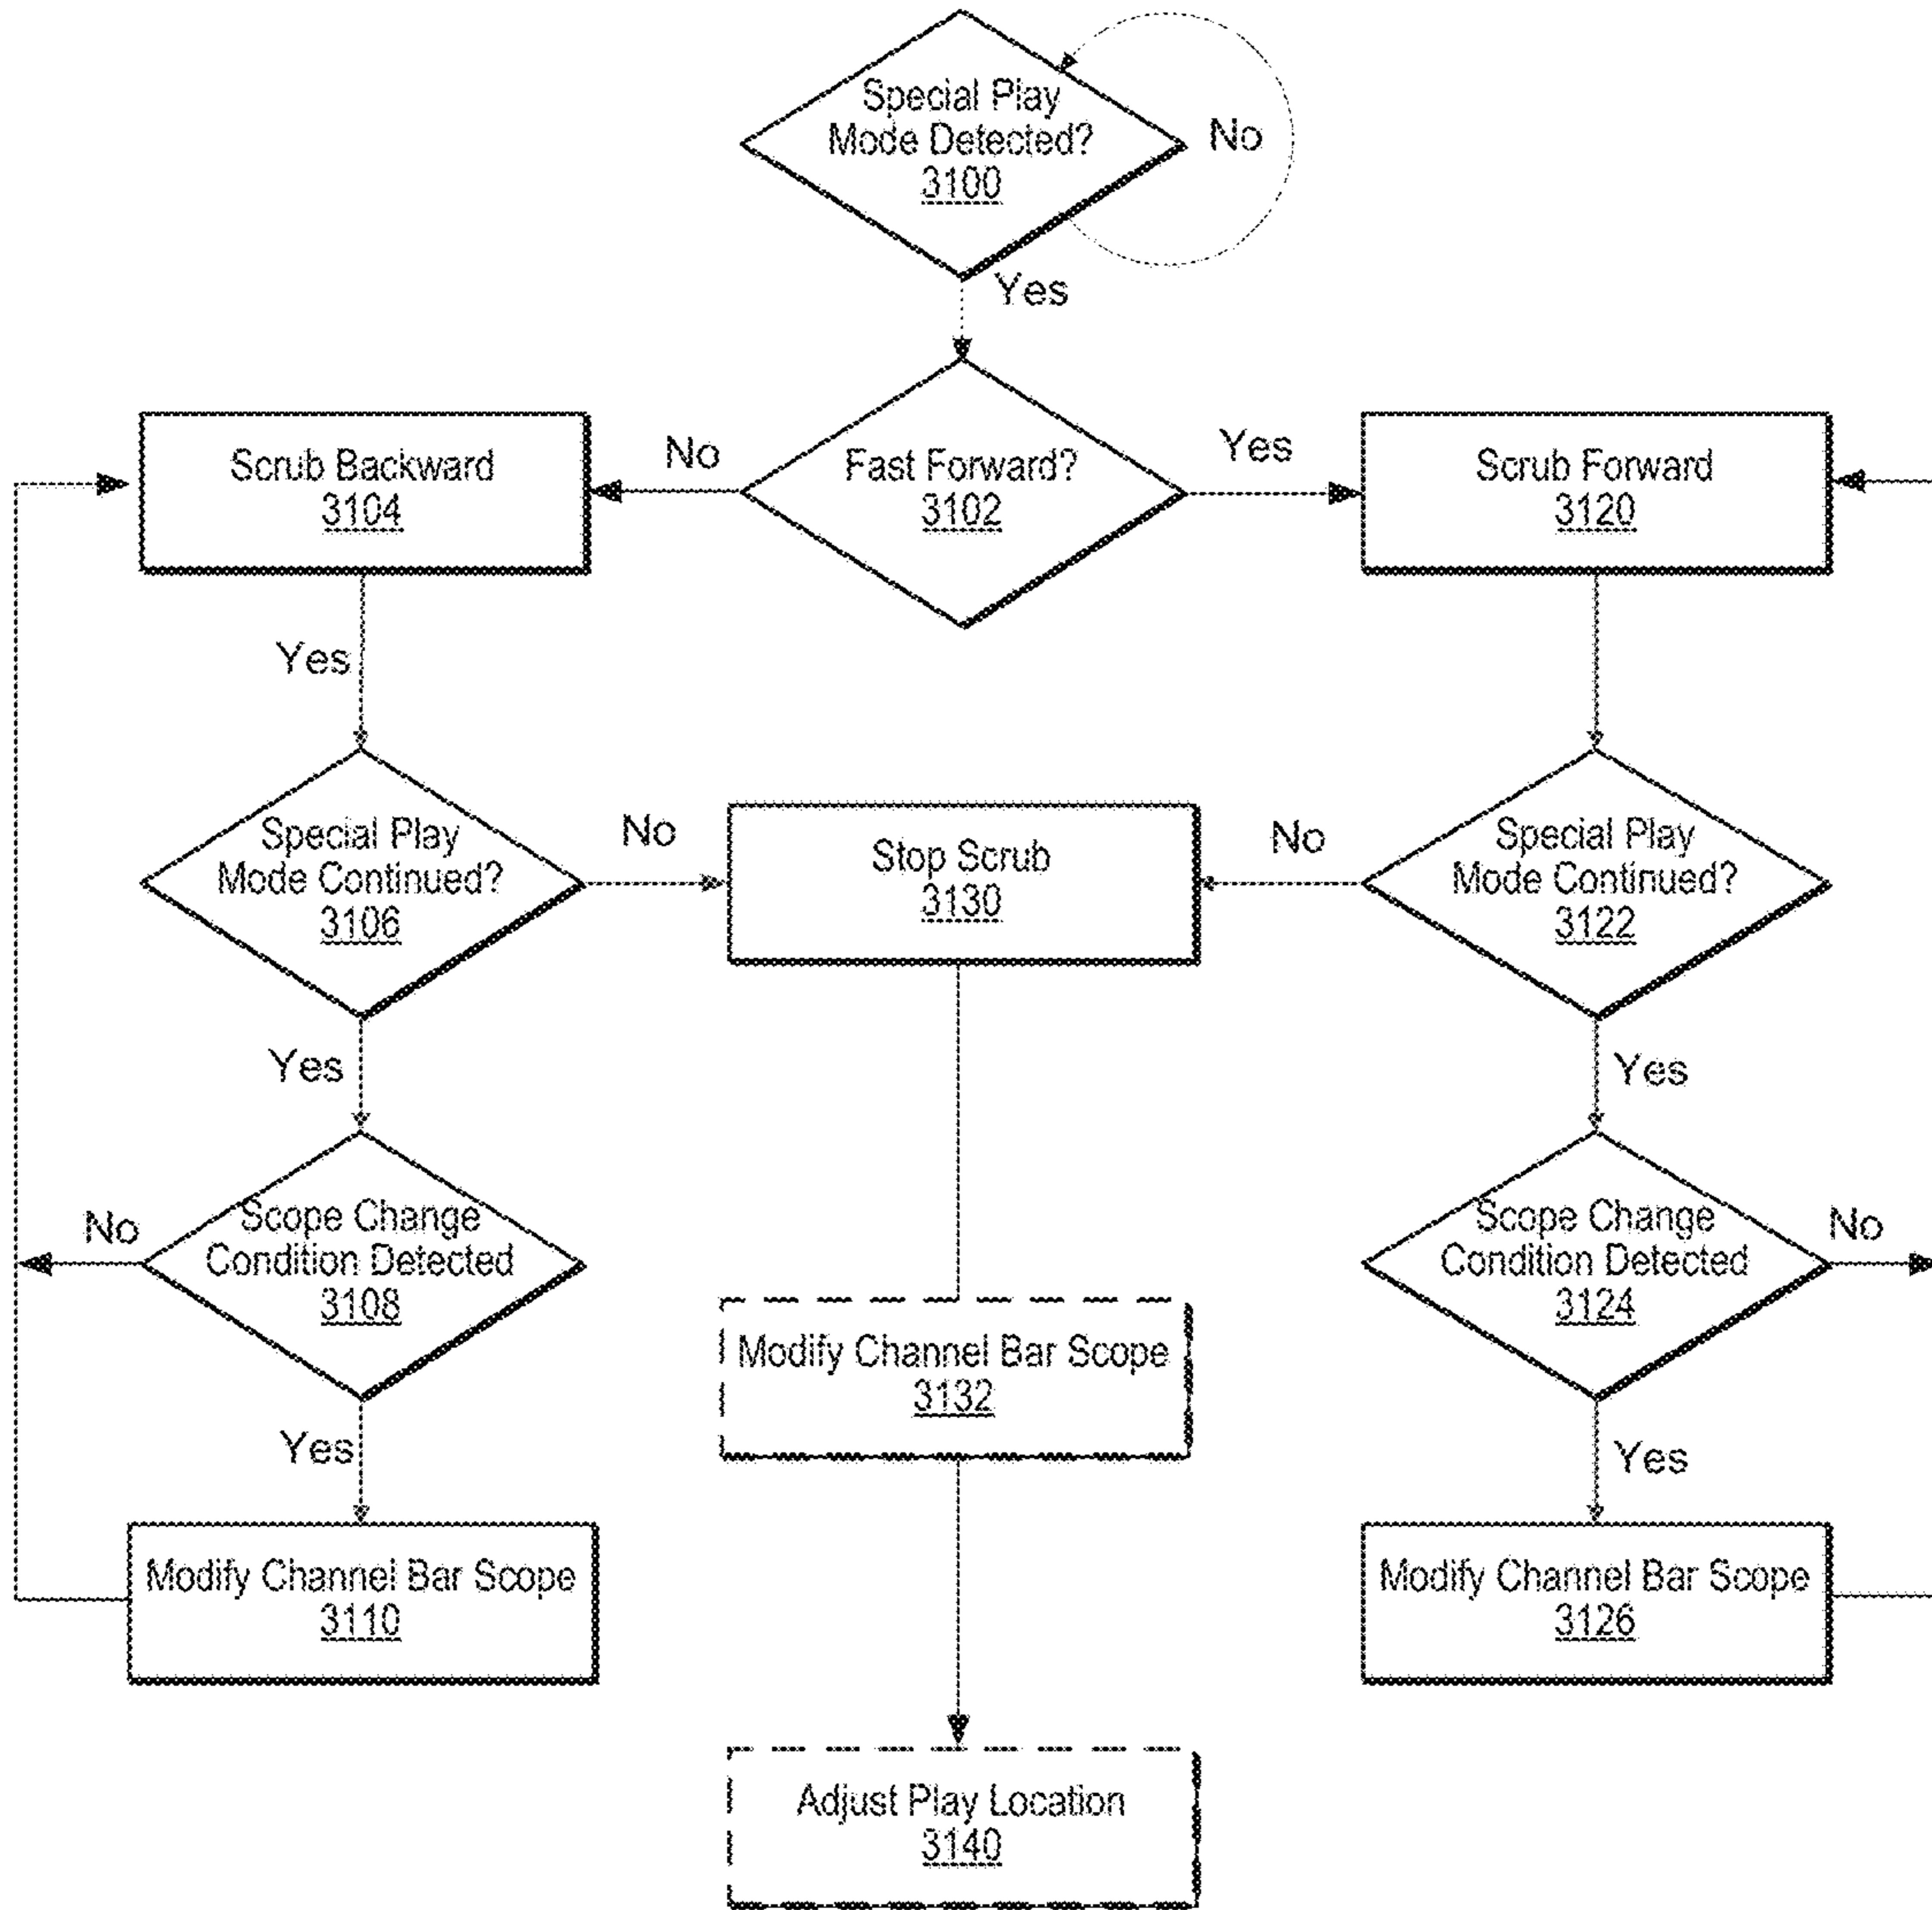 Special Play
Mode Detected?
3100
No
Yes
Scrub Backward
3104
No
Fast Forward?
3102
Yes
Scrub Forward
3120
Yes
Special Play
Mode Continued?
3106
No
Stop Scrub
3130
No
Special Play
Mode Continued?
3122
Yes
Yes
No
Scope Change
Condition Detected
3108
Modify Channel Bar Scope
3132
Scope Change
Condition Detected
3124
No
Yes
Yes
Modify Channel Bar Scope
3110
Modify Channel Bar Scope
3126
Adjust Play Location
3140